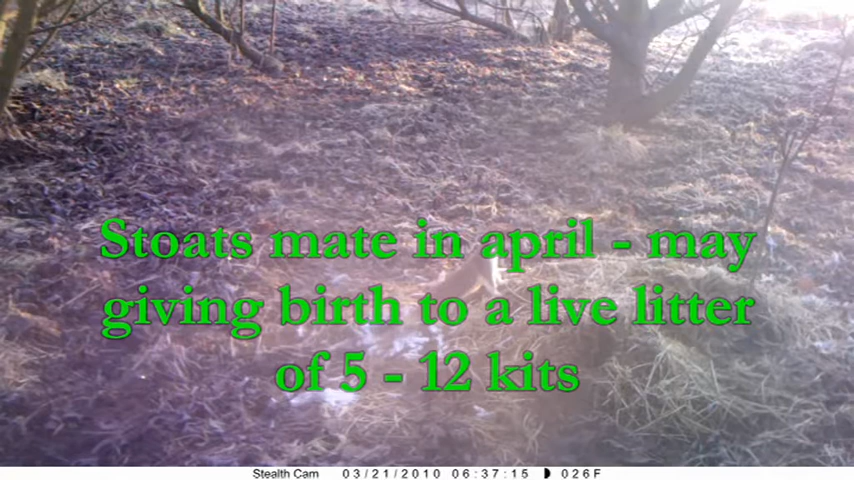 Stoats mate in april - may
giving birth to a live litter
of 5 - 12 kits
Stealth Cam 03/21/2010 06:37:15 026F